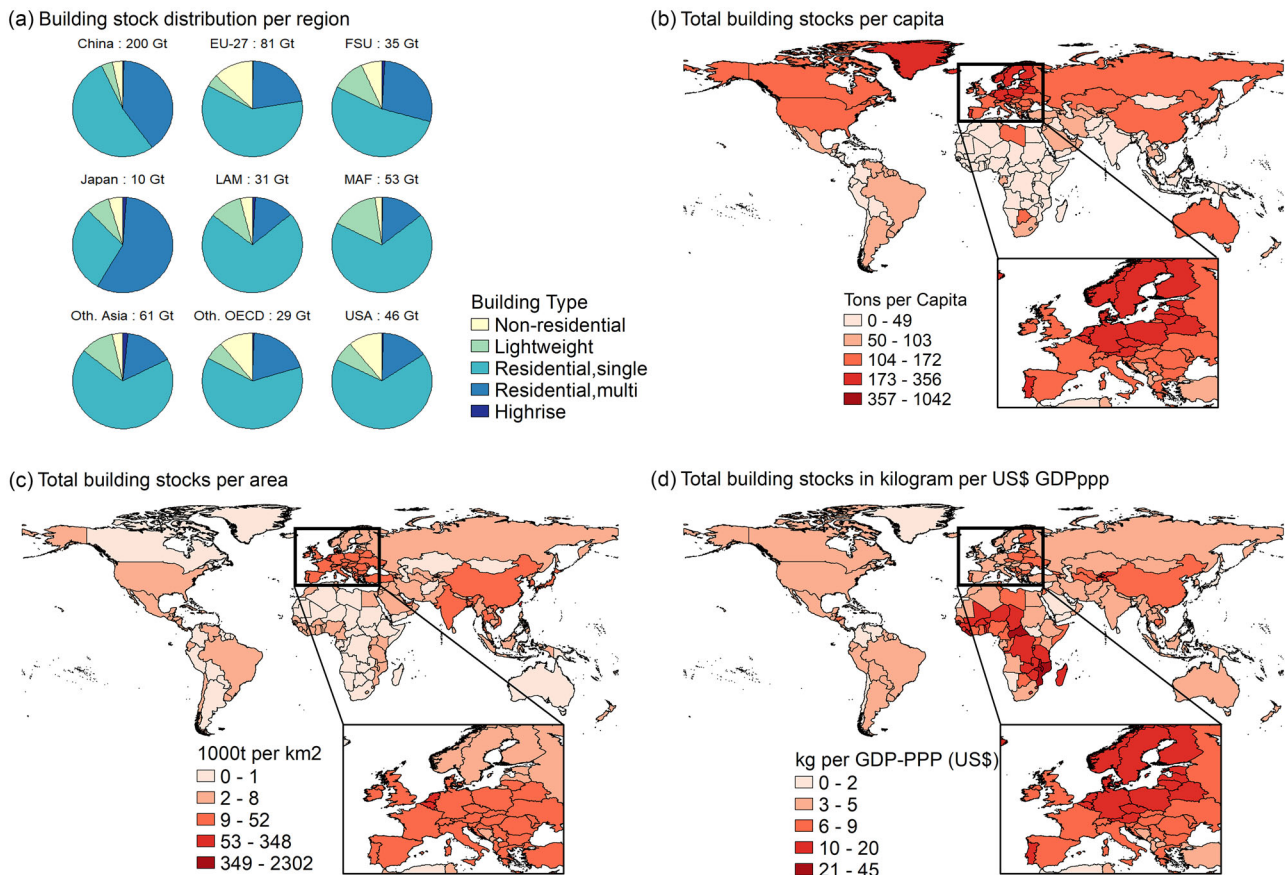 (a) Building stock distribution per region
China : 200 Gt
EU-27 : 81 Gt
FSU : 35 Gt
Japan : 10 Gt
LAM : 31 Gt
MAF : 53 Gt
Oth. Asia : 61 Gt
Oth. OECD : 29 Gt
USA : 46 Gt
Building Type
Non-residential
Lightweight
Residential,single
Residential,multi
Highrise
(b) Total building stocks per capita
Tons per Capita
0 - 49
50 - 103
104 - 172
173 - 356
357 - 1042
(c) Total building stocks per area
1000t per km2
0 - 1
2 - 8
9 - 52
53 - 348
349 - 2302
(d) Total building stocks in kilogram per US$ GDPppp
kg per GDP-PPP (US$)
0 - 2
3 - 5
6 - 9
10 - 20
21 - 45